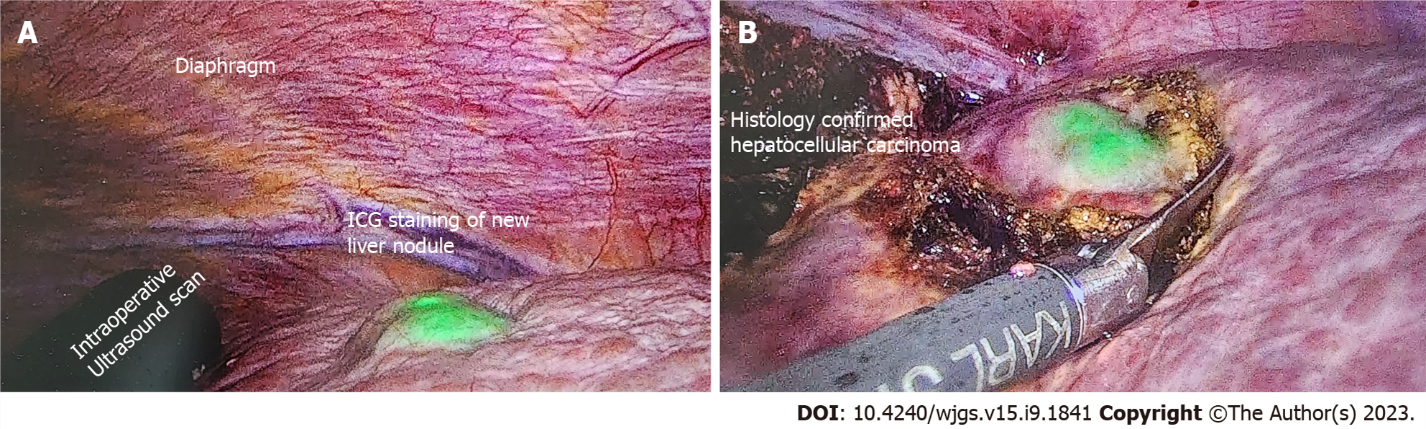 A
Diaphragm
ICG staining of new
liver nodule
Intraoperative
Ultrasound scan
B
Histology confirmed
hepatocellular carcinoma
KARL
DOI: 10.4240/wjgs.v15.i9.1841 Copyright ©The Author(s) 2023.